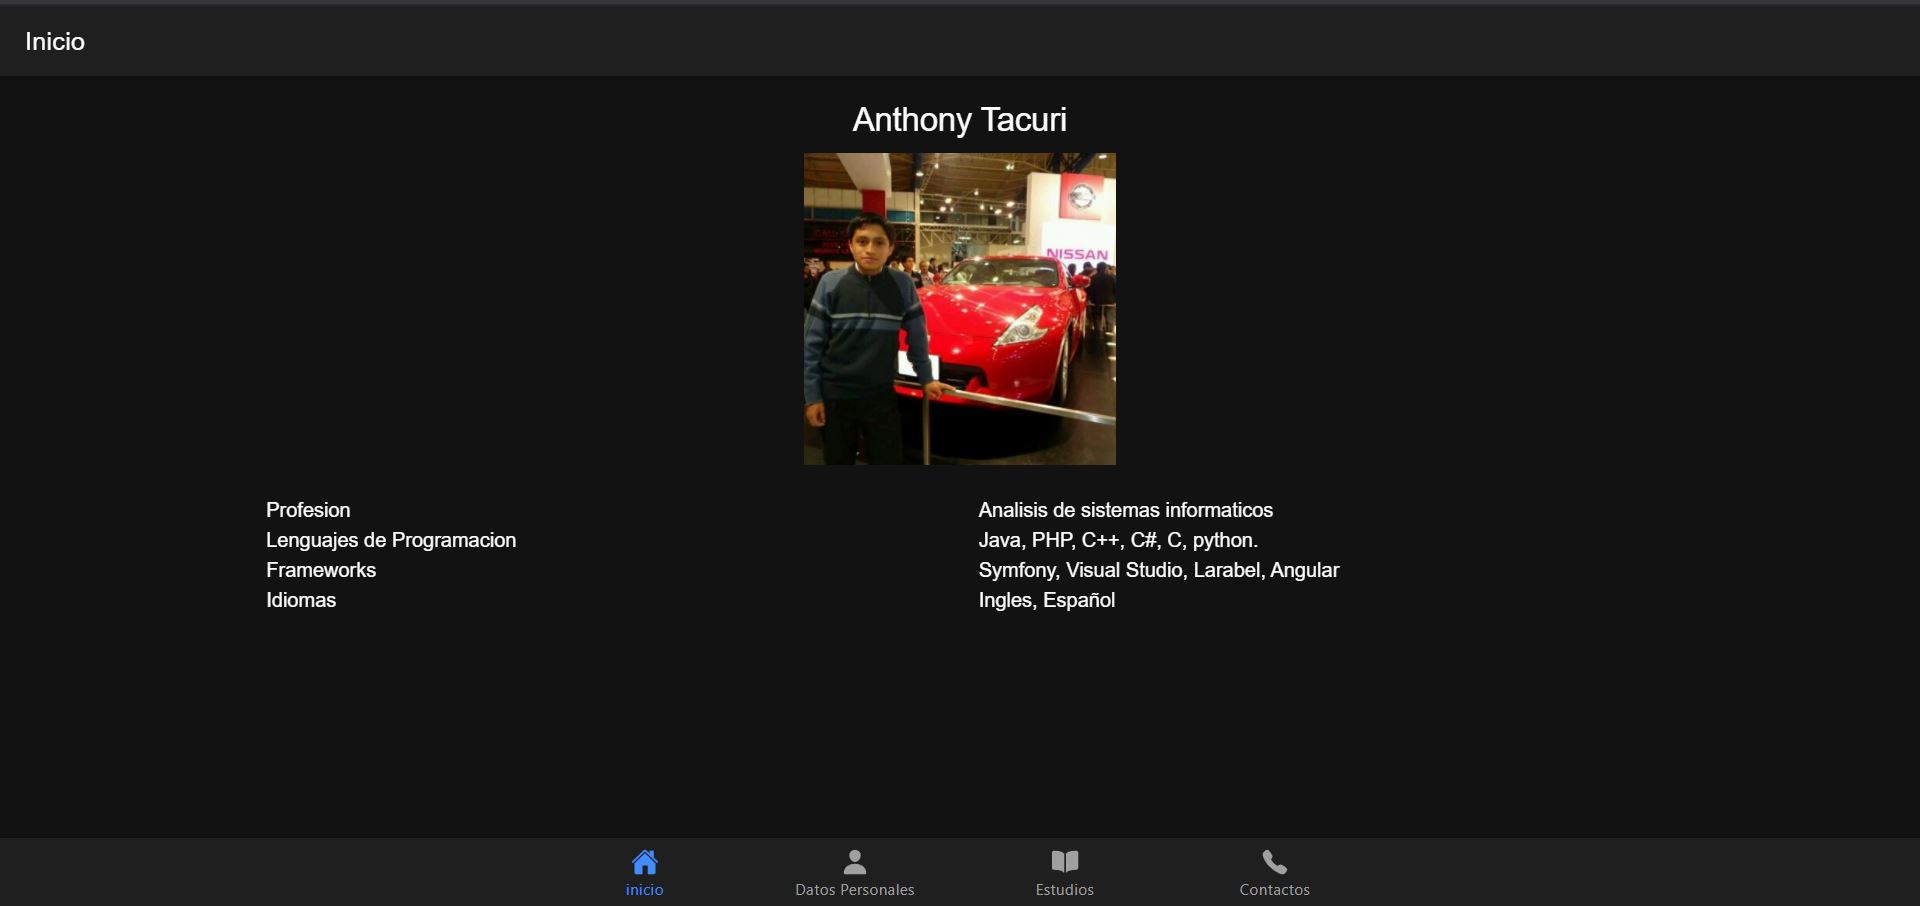 Inicio
Anthony Tacuri
NISSAN
Profesion Analisis de sistemas informaticos
Lenguajes de Programacion Java, PHP, C++, C#, C, python.
Frameworks Symfony, Visual Studio, Larabel, Angular
Idiomas Ingles, Español
inicio Datos Personales Estudios Contactos